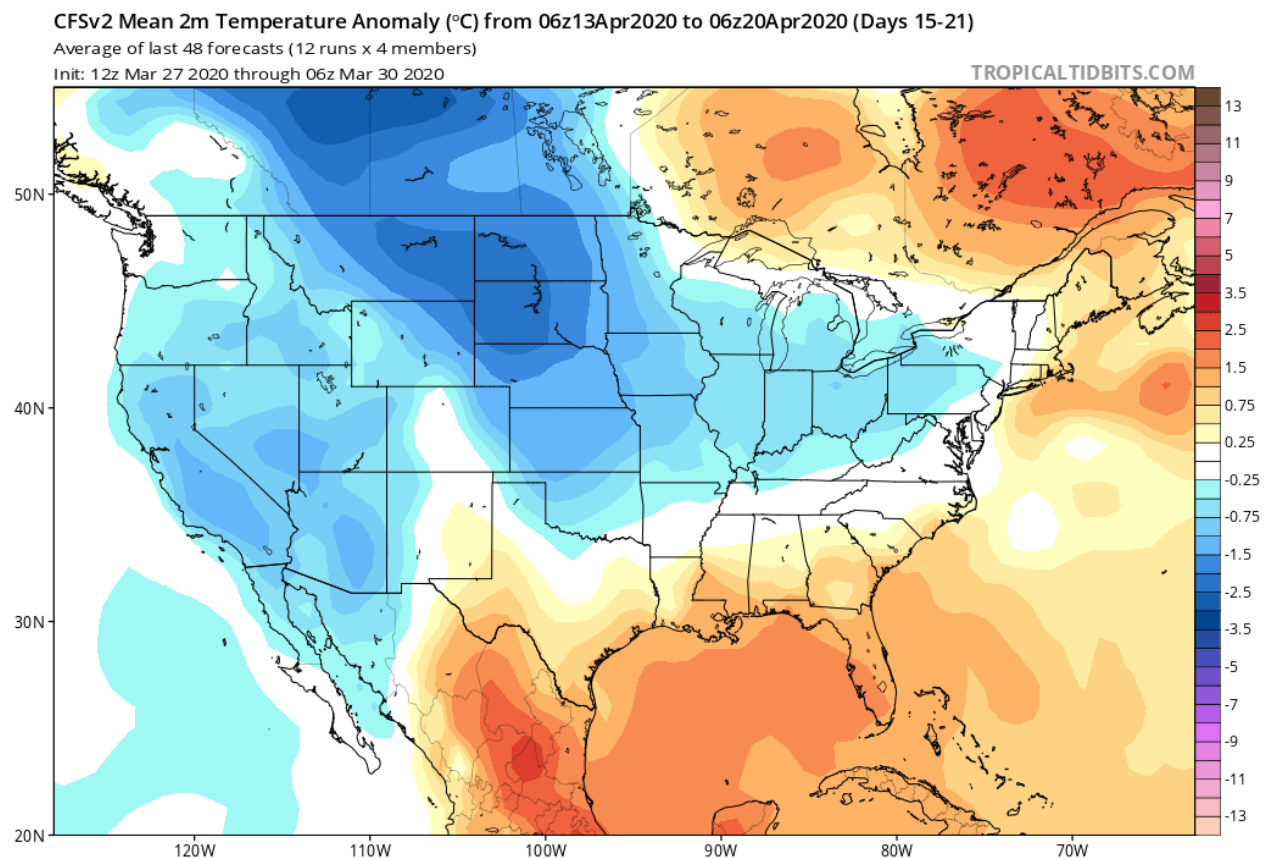 CFSv2 Mean 2m Temperature Anomaly (°C) from 06z13Apr2020 to 06z20Apr2020 (Days 15-21)
Average of last 48 forecasts (12 runs x 4 members)
Init: 12z Mar 27 2020 through 06z Mar 30 2020
TROPICALTIDBITS.COM
50N
40N
30N
20N
120W
110W
100W
90W
80W
70W
13
11
9
7
5
3.5
2.5
1.5
0.75
0.25
-0.25
-0.75
-1.5
-2.5
-3.5
-5
-7
-9
-11
-13